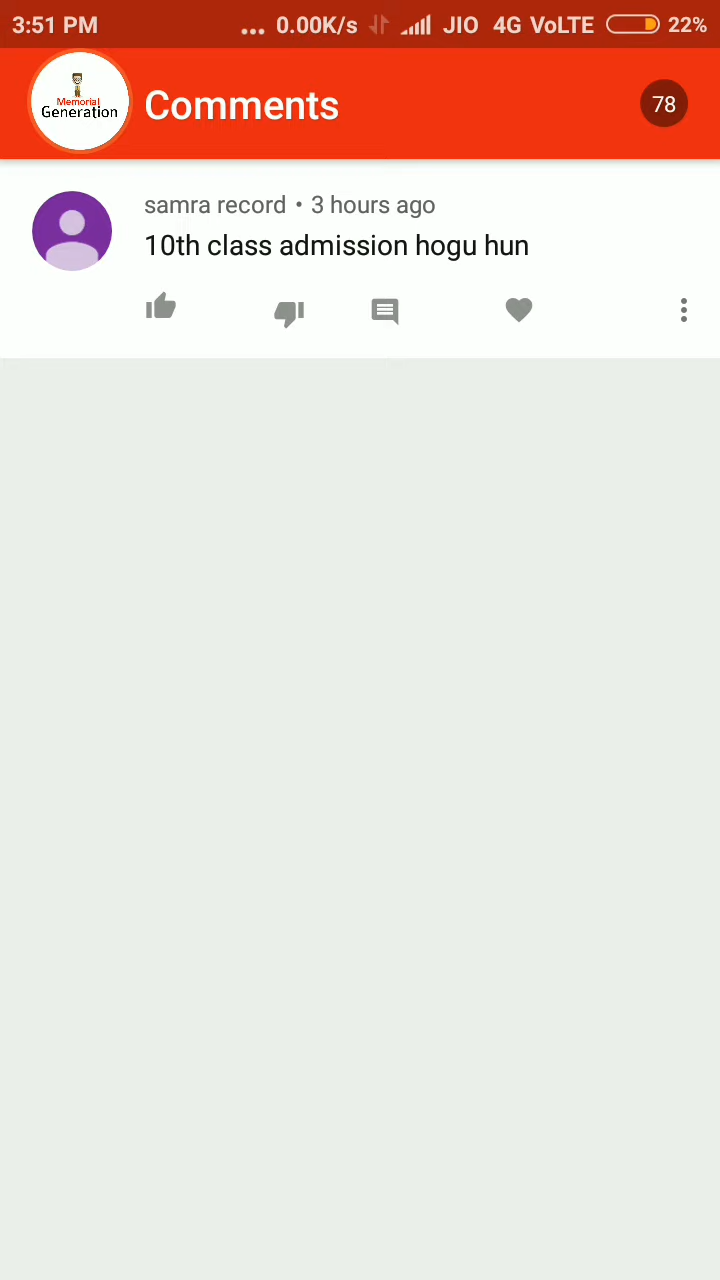 3:51 PM ... 0.00K/s JIO 4G VoLTE 22%
Memorial
Generation
Comments
78
samra record • 3 hours ago
10th class admission hogu hun